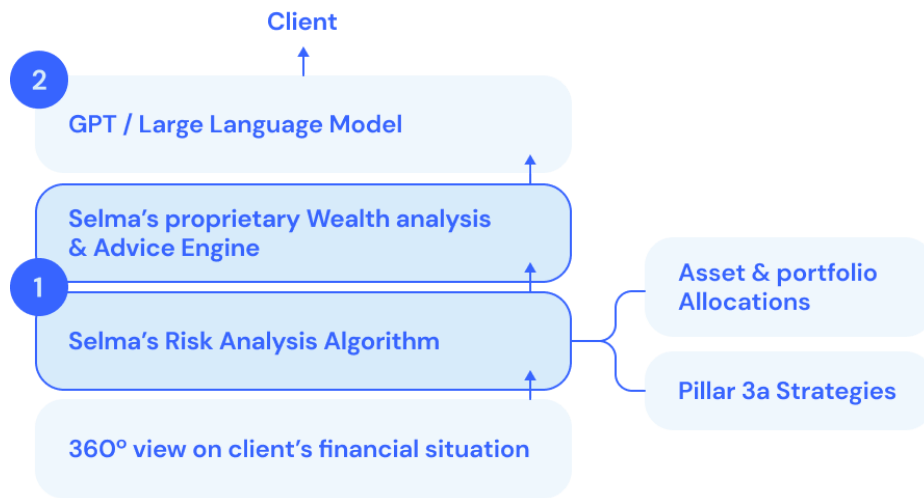 Client
2
GPT / Large Language Model
Selma’s proprietary Wealth analysis
& Advice Engine
1
Selma’s Risk Analysis Algorithm
Asset & portfolio
Allocations
Pillar 3a Strategies
360º view on client’s financial situation